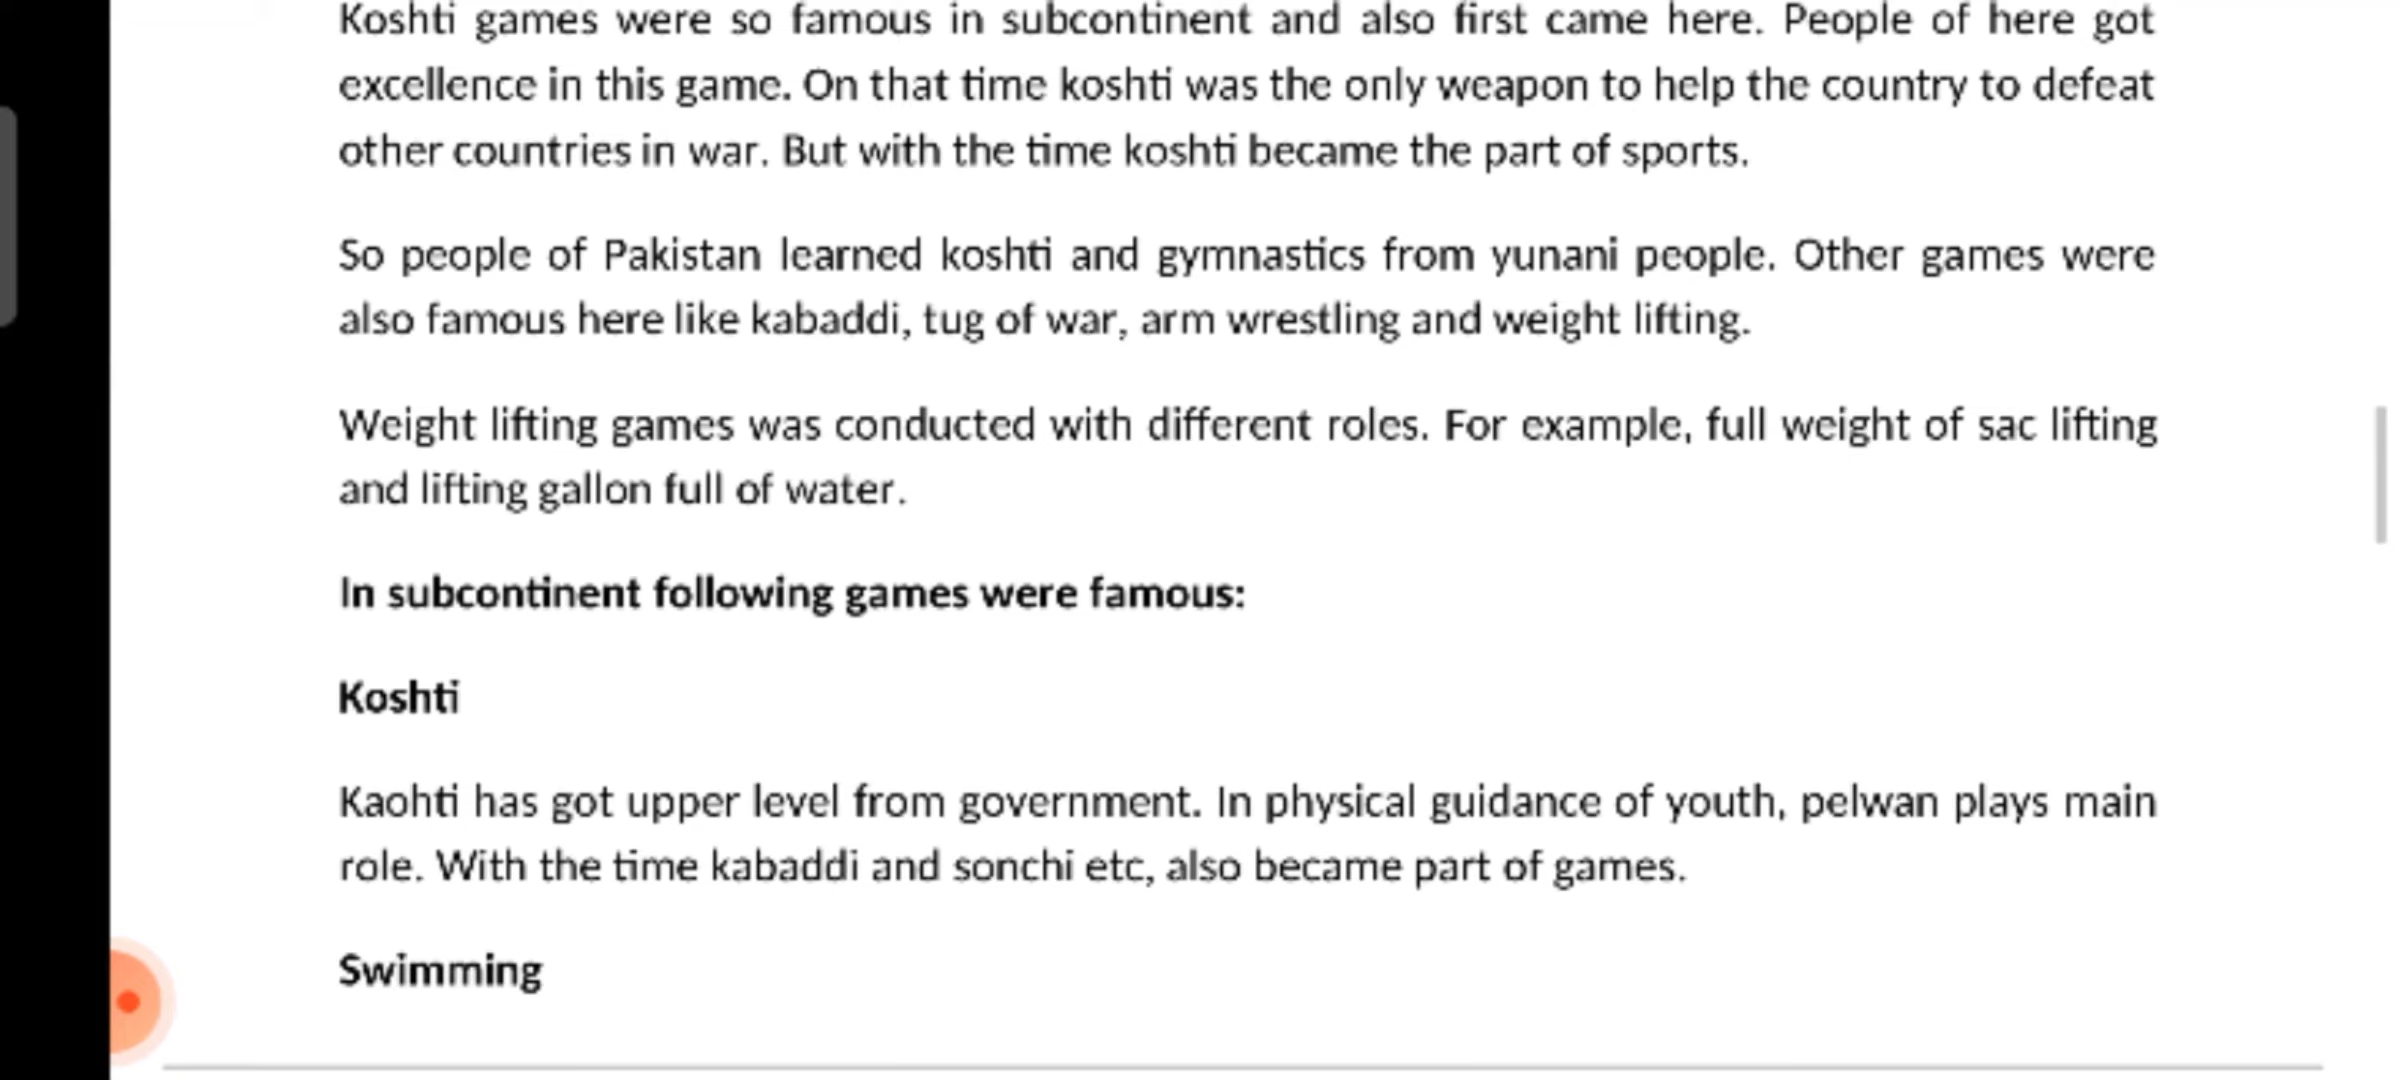 Koshti games were so famous in subcontinent and also first came here. People of here got
excellence in this game. On that time koshti was the only weapon to help the country to defeat
other countries in war. But with the time koshti became the part of sports.
So people of Pakistan learned koshti and gymnastics from yunani people. Other games were
also famous here like kabaddi, tug of war, arm wrestling and weight lifting.
Weight lifting games was conducted with different roles. For example, full weight of sac lifting
and lifting gallon full of water.
In subcontinent following games were famous:
Koshti
Kaohti has got upper level from government. In physical guidance of youth, pelwan plays main
role. With the time kabaddi and sonchi etc, also became part of games.
Swimming